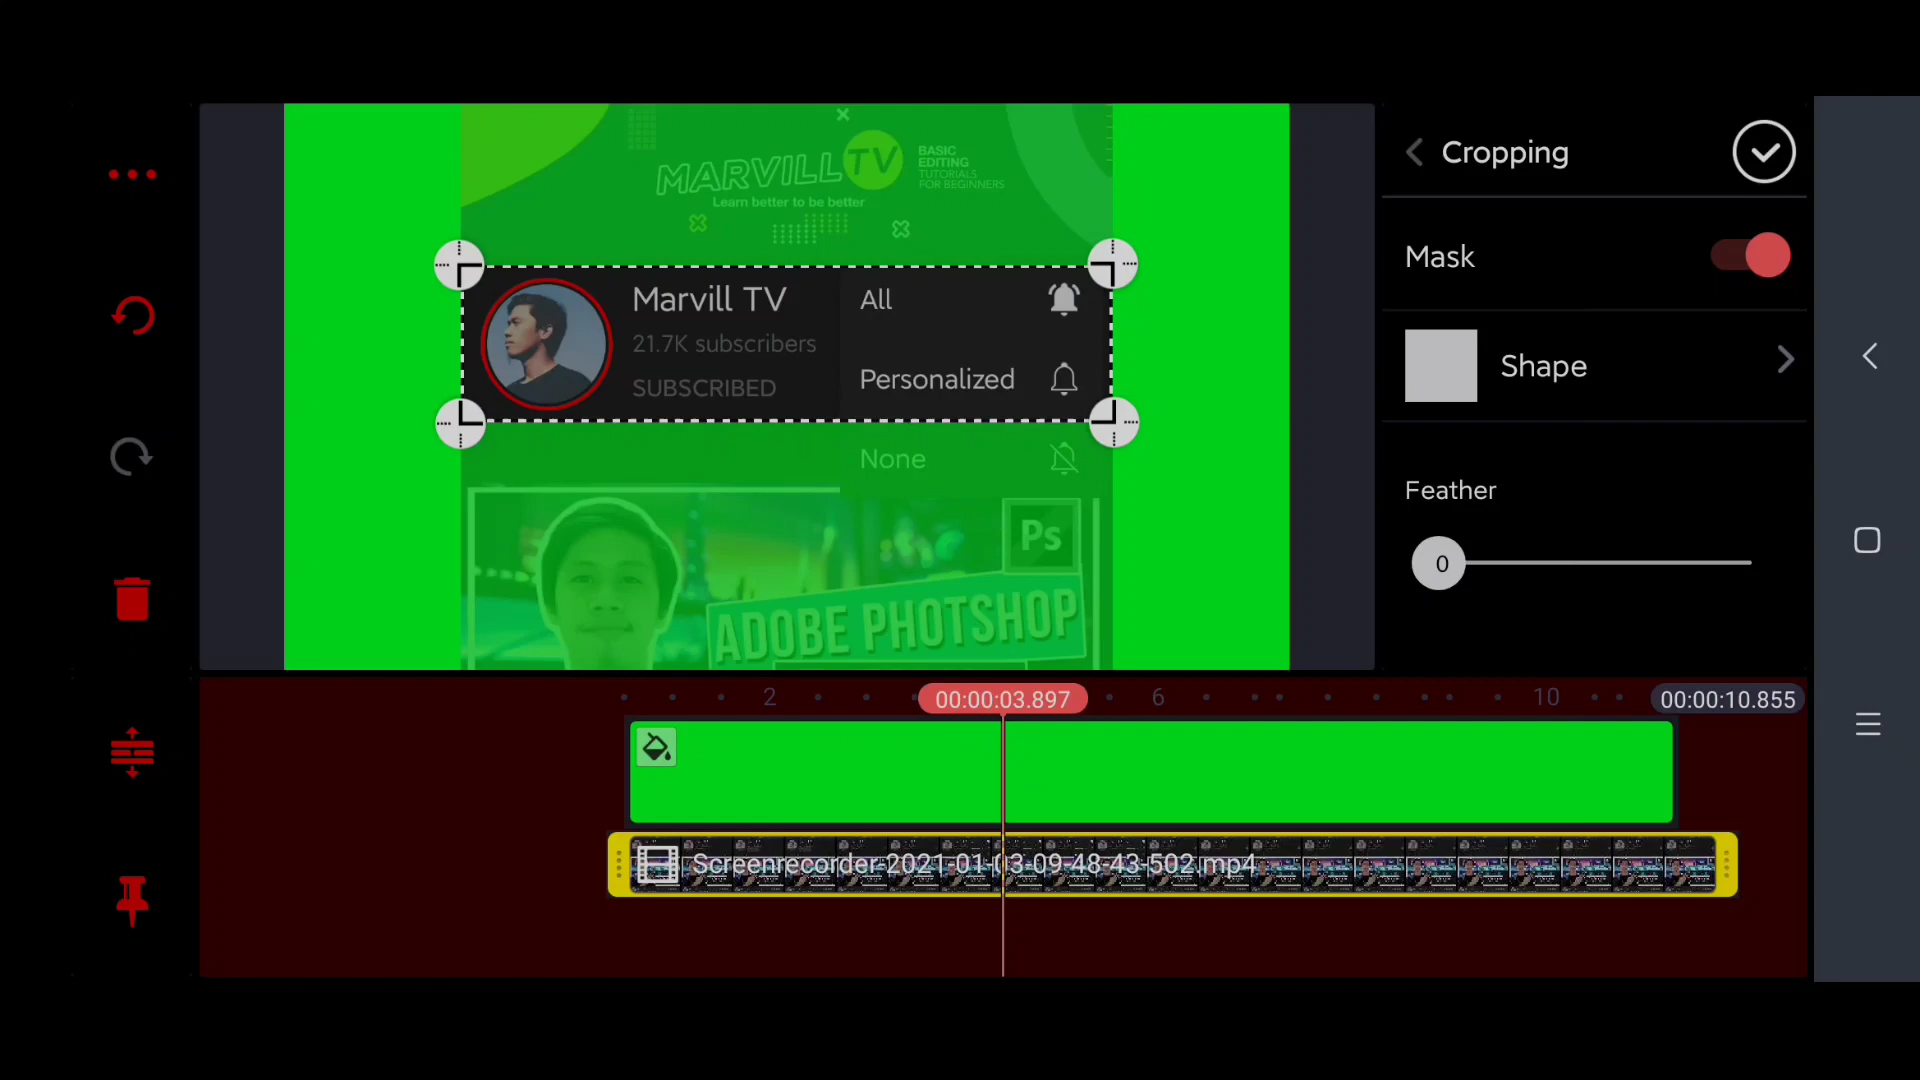 MARVILL TV
BASIC
EDITING
TUTORIALS
FOR BEGINNERS
Learn better to be better
Marvill TV
21.7K subscribers
SUBSCRIBED
All
Personalized
None
Ps
ADOBE PHOTSHOP
Cropping
Mask
Shape
Feather
0
2
00:00:03.897
6
10
00:00:10.855
Screenrecorder-2021-01-03-09-48-43-502.mp4